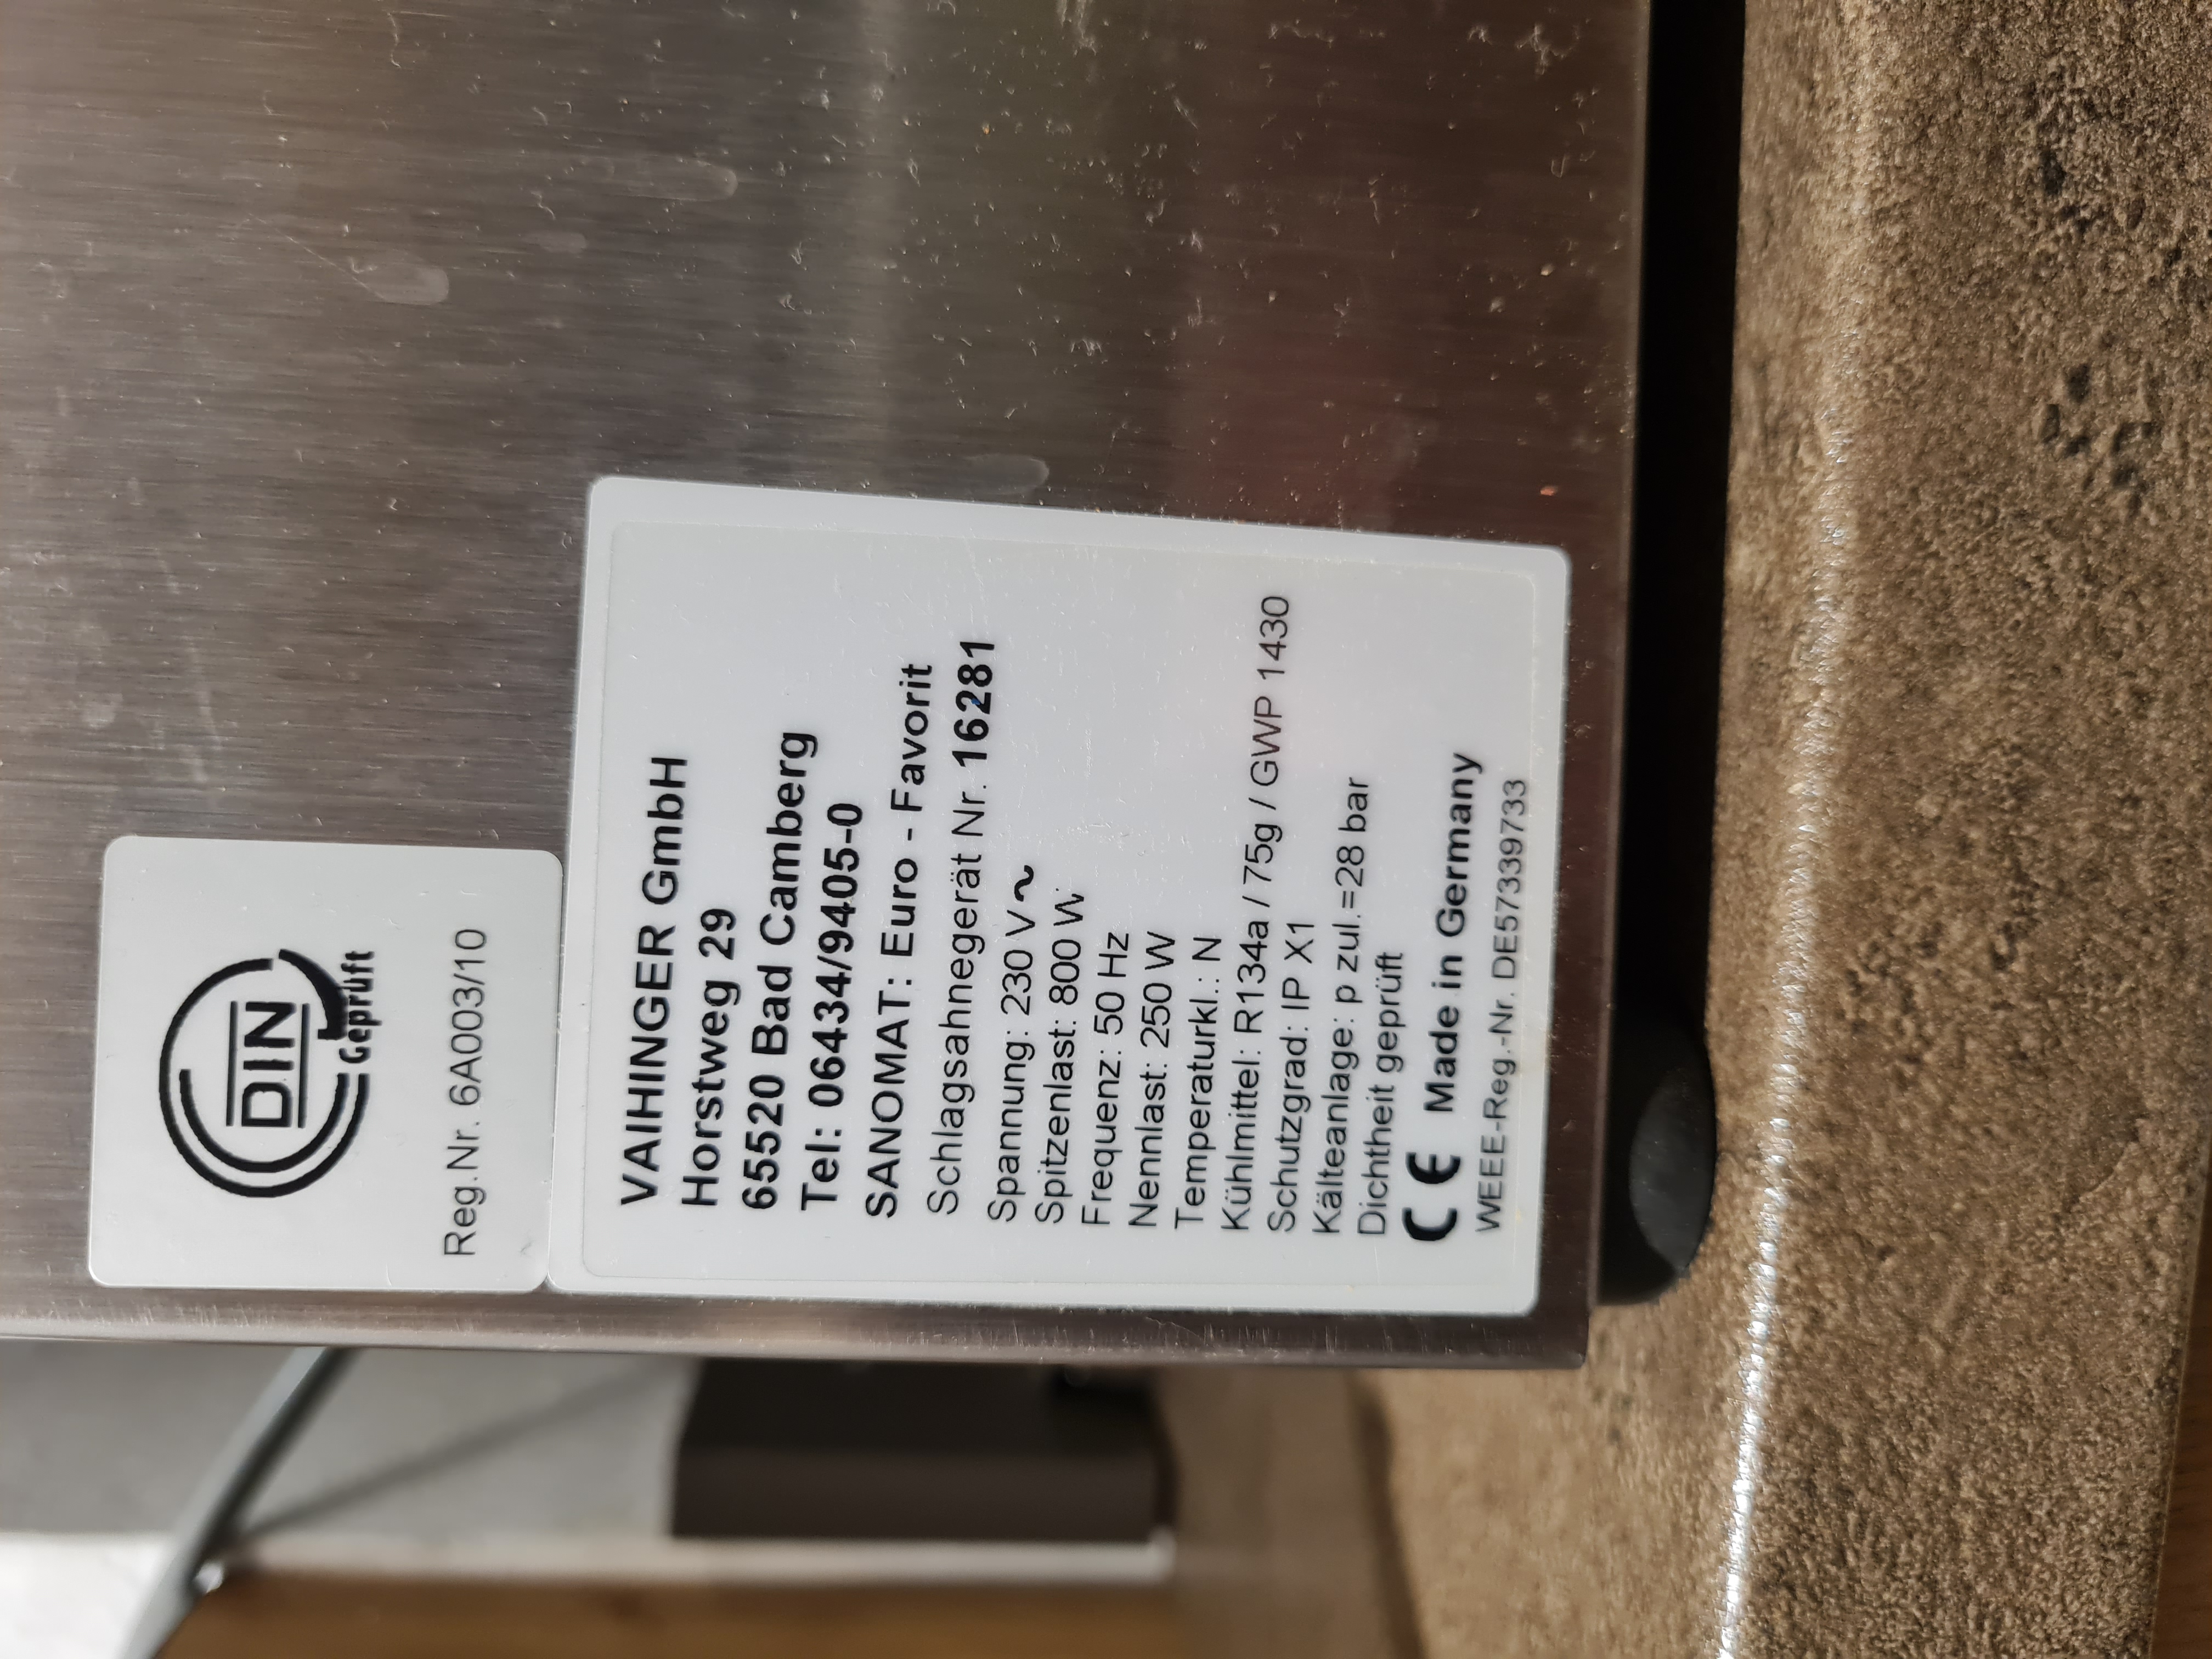 DIN
Geprüft
Reg.Nr. 6A003/10
VAIHINGER GmbH
Horstweg 29
65520 Bad Camberg
Tel: 06434/9405-0
SANOMAT: Euro - Favorit
Schlagsahnegerät Nr. 16281
Spannung: 230 V ~
Spitzenlast: 800 W
Frequenz: 50 Hz
Nennlast: 250 W
Temperaturkl.: N
Kühlmittel: R134a / 75g / GWP 1430
Schutzgrad: IP X1
Kälteanlage: p zul.=28 bar
Dichtheit geprüft
CE Made in Germany
WEEE-Reg.-Nr. DE57339733